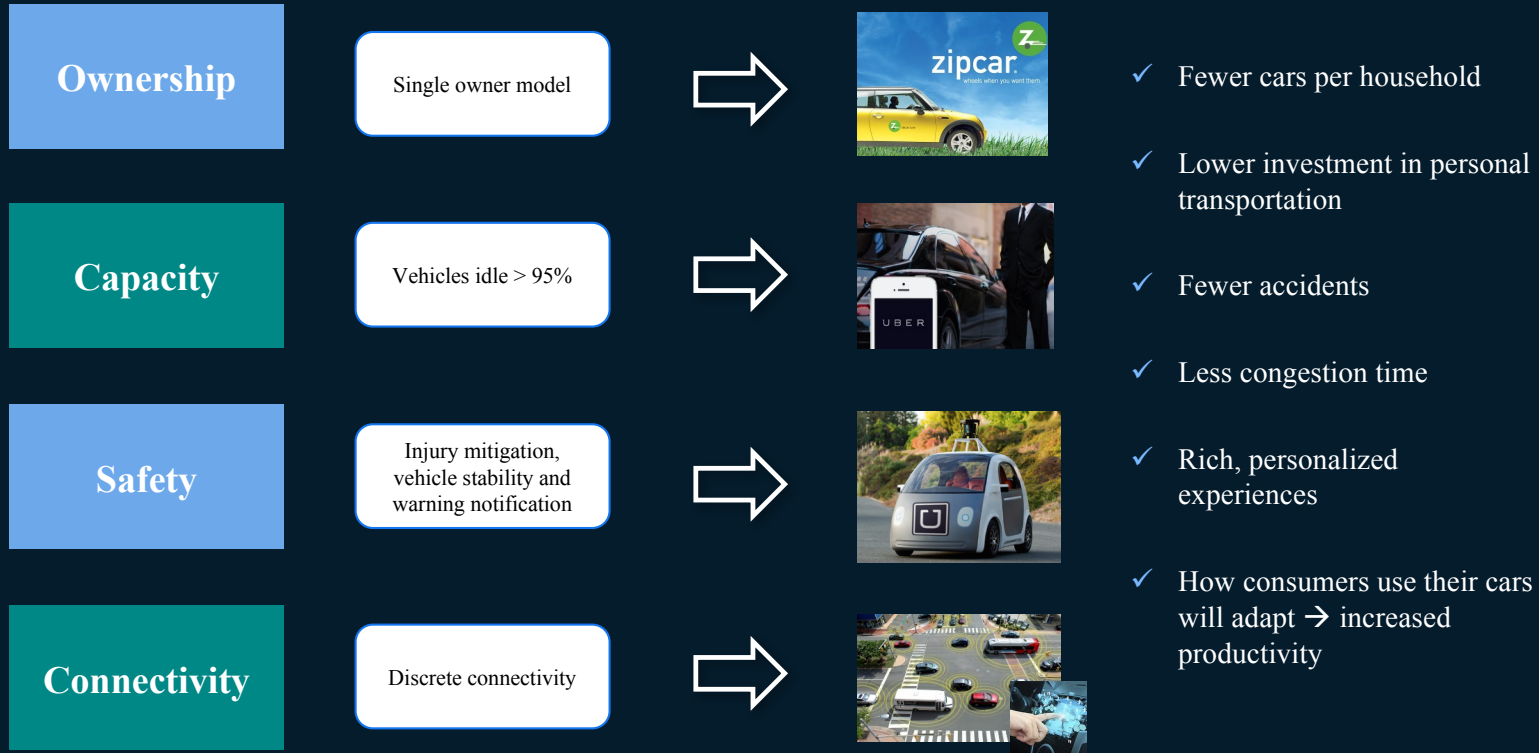 Ownership
Single owner model
zipcar.
wheels when you want them.
Fewer cars per household
Lower investment in personal
transportation
Capacity
Vehicles idle > 95%
UBER
Fewer accidents
Less congestion time
Safety
Injury mitigation,
vehicle stability and
warning notification
Rich, personalized
experiences
Connectivity
Discrete connectivity
How consumers use their cars
will adapt → increased
productivity